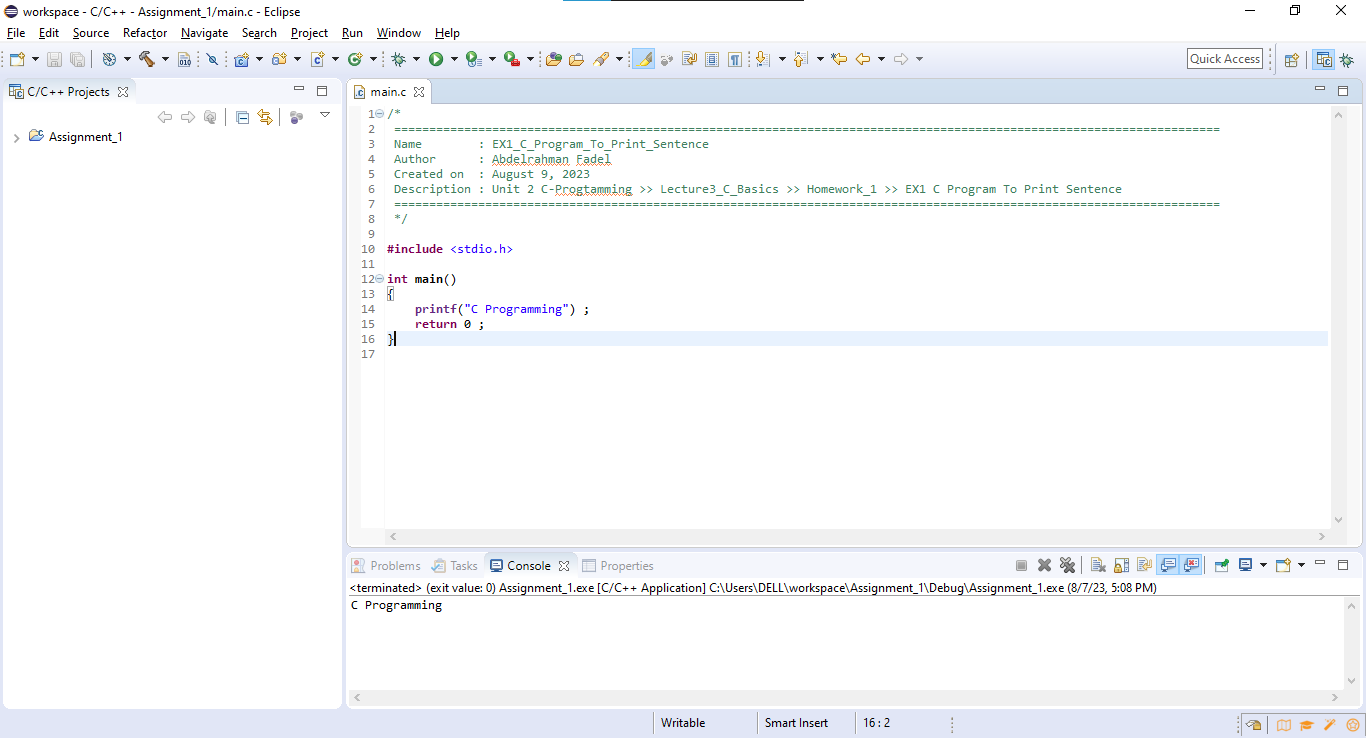 workspace - C/C++ - Assignment_1/main.c - Eclipse
File Edit Source Refactor Navigate Search Project Run Window Help
Quick Access
C/C++ Projects
Assignment_1
main.c
1 /*
2 ======================================================================================================================
3 Name : EX1_C_Program_To_Print_Sentence
4 Author : Abdelrahman Fadel
5 Created on : August 9, 2023
6 Description : Unit 2 C-Progtamming >> Lecture3_C_Basics >> Homework_1 >> EX1 C Program To Print Sentence
7 ======================================================================================================================
8 */
9
10 #include <stdio.h>
11
12 int main()
13 {
14 printf("C Programming") ;
15 return 0 ;
16 }
17
Problems Tasks Console Properties
<terminated> (exit value: 0) Assignment_1.exe [C/C++ Application] C:\Users\DELL\workspace\Assignment_1\Debug\Assignment_1.exe (8/7/23, 5:08 PM)
C Programming
Writable Smart Insert 16 : 2